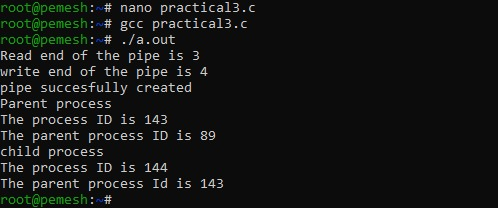 root@pemesh:~# nano practical3.c
root@pemesh:~# gcc practical3.c
root@pemesh:~# ./a.out
Read end of the pipe is 3
write end of the pipe is 4
pipe succesfully created
Parent process
The process ID is 143
The parent process ID is 89
child process
The process ID is 144
The parent process Id is 143
root@pemesh:~#